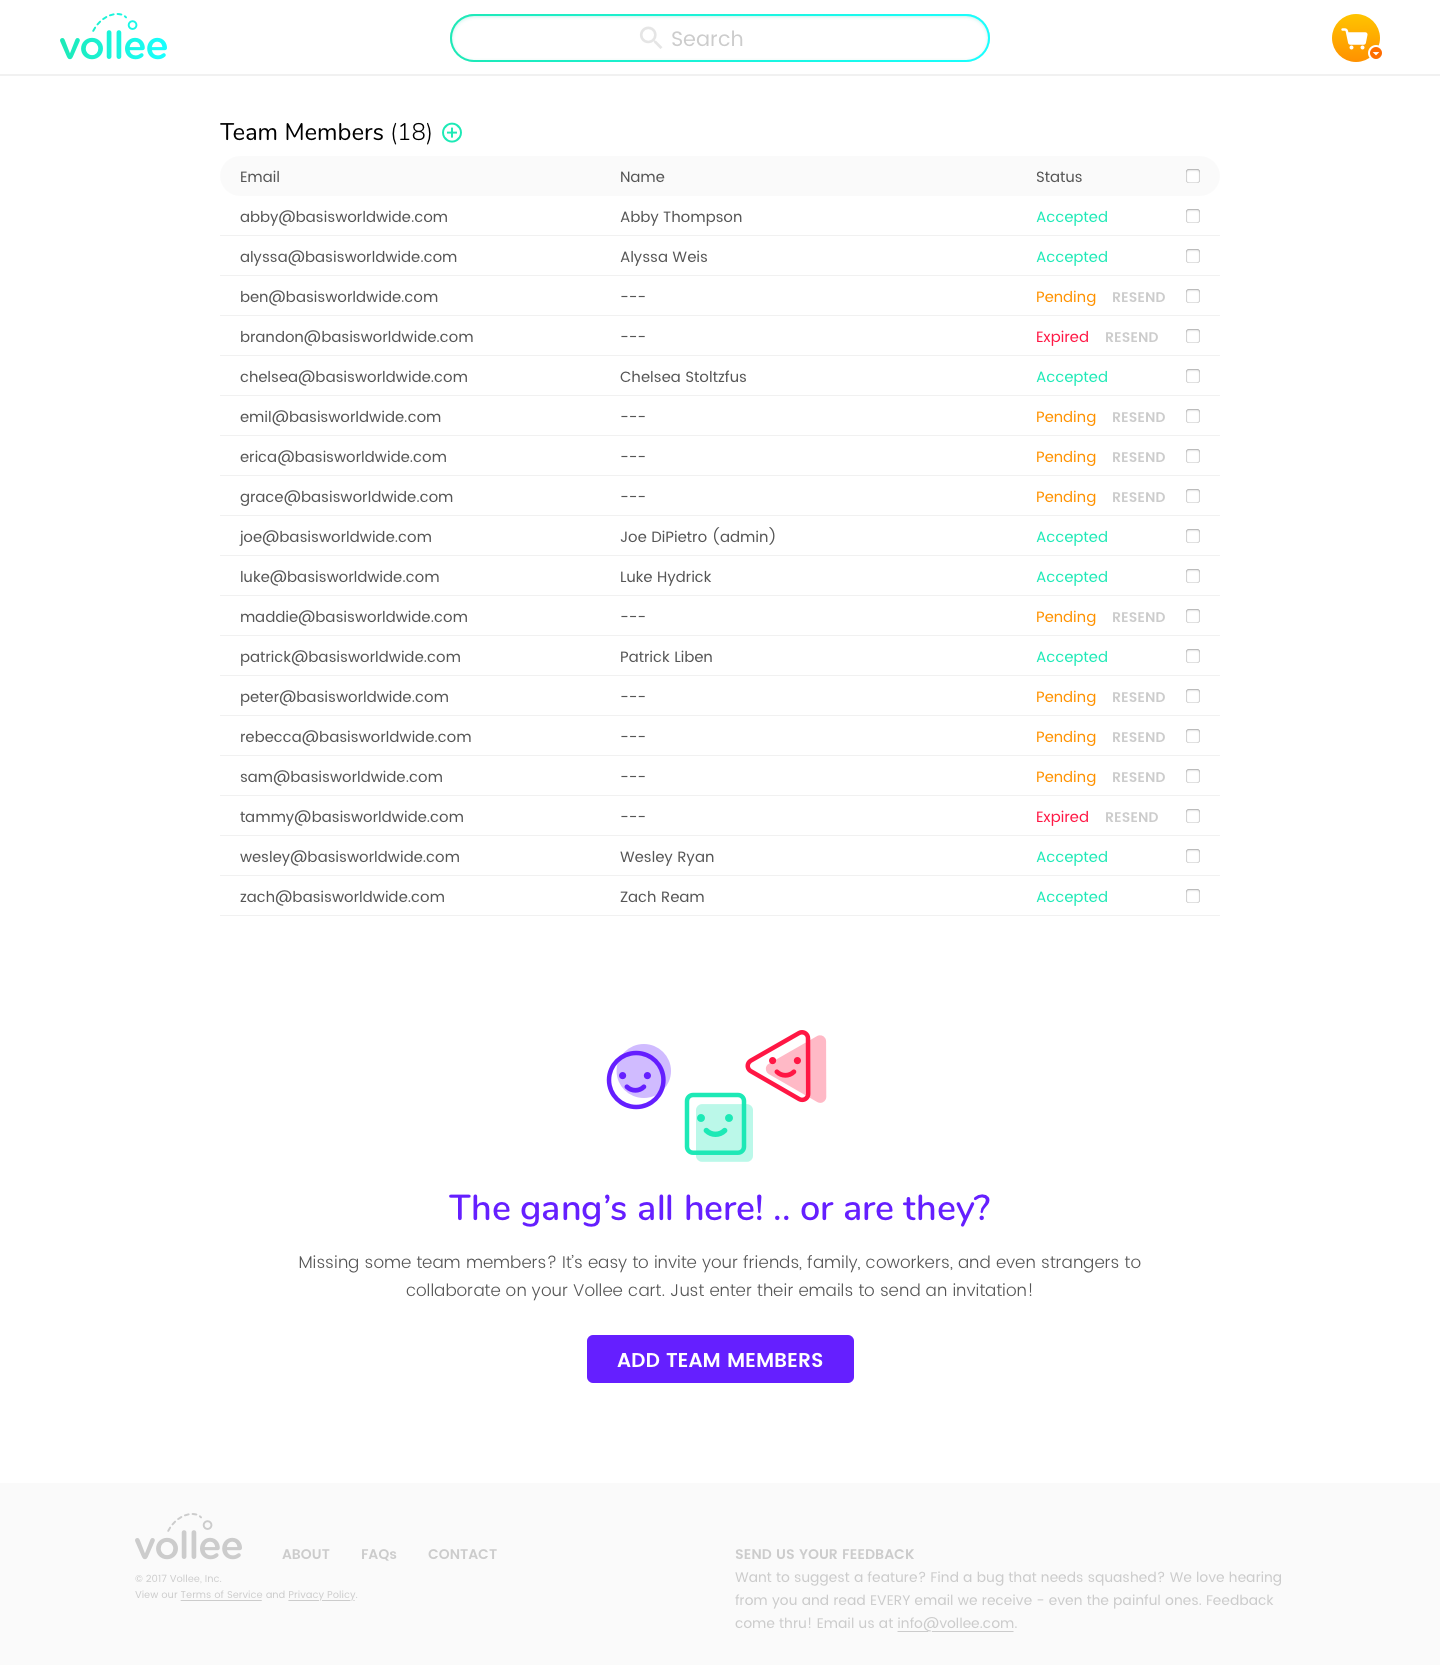 vollee
Search
Team Members (18)
Email Name Status
abby@basisworldwide.com Abby Thompson Accepted
alyssa@basisworldwide.com Alyssa Weis Accepted
ben@basisworldwide.com --- Pending RESEND
brandon@basisworldwide.com --- Expired RESEND
chelsea@basisworldwide.com Chelsea Stoltzfus Accepted
emil@basisworldwide.com --- Pending RESEND
erica@basisworldwide.com --- Pending RESEND
grace@basisworldwide.com --- Pending RESEND
joe@basisworldwide.com Joe DiPietro (admin) Accepted
luke@basisworldwide.com Luke Hydrick Accepted
maddie@basisworldwide.com --- Pending RESEND
patrick@basisworldwide.com Patrick Liben Accepted
peter@basisworldwide.com --- Pending RESEND
rebecca@basisworldwide.com --- Pending RESEND
sam@basisworldwide.com --- Pending RESEND
tammy@basisworldwide.com --- Expired RESEND
wesley@basisworldwide.com Wesley Ryan Accepted
zach@basisworldwide.com Zach Ream Accepted
The gang’s all here! .. or are they?
Missing some team members? It’s easy to invite your friends, family, coworkers, and even strangers to
collaborate on your Vollee cart. Just enter their emails to send an invitation!
ADD TEAM MEMBERS
vollee
ABOUT FAQs CONTACT
© 2017 Vollee, Inc.
View our Terms of Service and Privacy Policy.
SEND US YOUR FEEDBACK
Want to suggest a feature? Find a bug that needs squashed? We love hearing
from you and read EVERY email we receive - even the painful ones. Feedback
come thru! Email us at info@vollee.com.